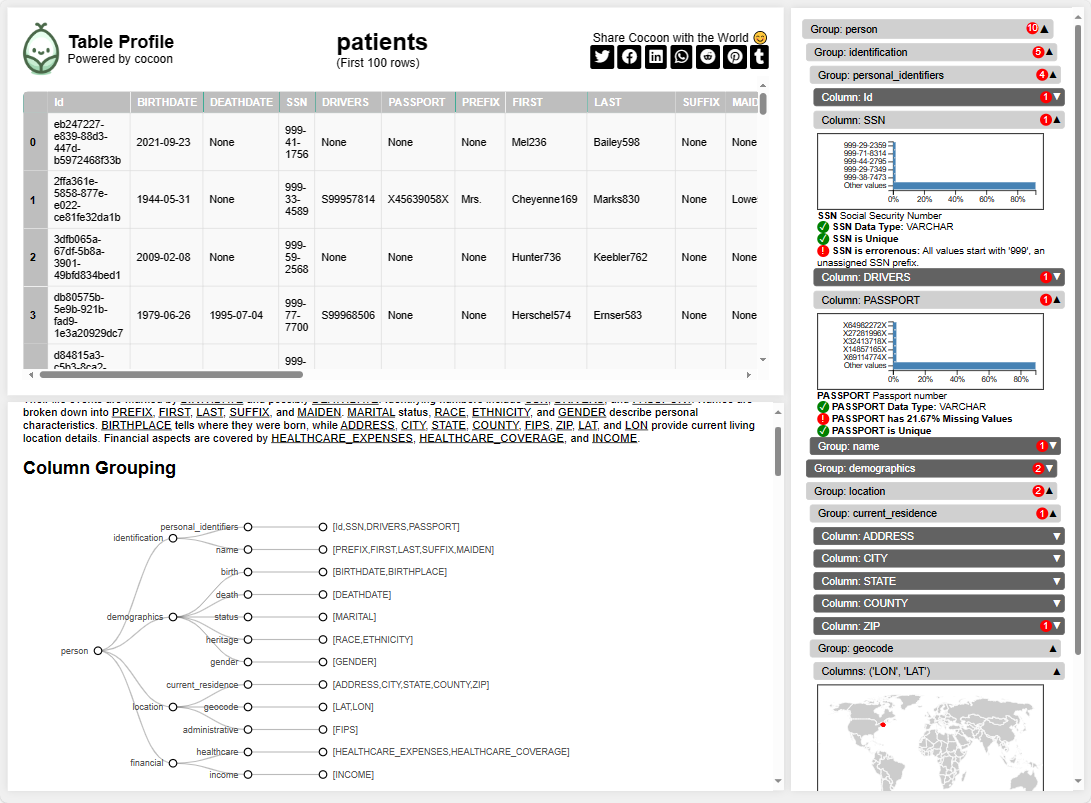 Table Profile
Powered by cocoon
patients
(First 100 rows)
Share Cocoon with the World 😊
Id BIRTHDATE DEATHDATE SSN DRIVERS PASSPORT PREFIX FIRST LAST SUFFIX MAID
0 eb247227-e839-88d3-447d-b5972468f33b 2021-09-23 None 999-41-1756 None None None Mel236 Bailey598 None None
1 2ffa361e-5858-877e-e022-ce81fe32da1b 1944-05-31 None 999-33-4589 S99957814 X45639058X Mrs. Cheyenne169 Marks830 None Lowe
2 3dfb065a-67df-5b8a-3901-49bfd834bed1 2009-02-08 None 999-59-2568 None None None Hunter736 Keebler762 None None
3 db80575b-5e9b-921b-fad9-1e3a20929dc7 1979-06-26 1995-07-04 999-77-7700 S99968506 None None Herschel574 Ernser583 None None
d84815a3-c5b3-8ca2- 999-
broken down into PREFIX, FIRST, LAST, SUFFIX, and MAIDEN. MARITAL status, RACE, ETHNICITY, and GENDER describe personal
characteristics. BIRTHPLACE tells where they were born, while ADDRESS, CITY, STATE, COUNTY, FIPS, ZIP, LAT, and LON provide current living
location details. Financial aspects are covered by HEALTHCARE_EXPENSES, HEALTHCARE_COVERAGE, and INCOME.
Column Grouping
personal_identifiers [Id,SSN,DRIVERS,PASSPORT]
identification
name [PREFIX,FIRST,LAST,SUFFIX,MAIDEN]
birth [BIRTHDATE,BIRTHPLACE]
death [DEATHDATE]
demographics status [MARITAL]
heritage [RACE,ETHNICITY]
person
gender [GENDER]
current_residence [ADDRESS,CITY,STATE,COUNTY,ZIP]
location geocode [LAT,LON]
administrative [FIPS]
healthcare [HEALTHCARE_EXPENSES,HEALTHCARE_COVERAGE]
financial
income [INCOME]
Group: person 10 ▲
Group: identification 5 ▲
Group: personal_identifiers 4 ▲
Column: Id 1 ▼
Column: SSN 1 ▲
999-29-2359
999-71-8314
999-44-2795
999-29-7349
999-38-7473
Other values
0% 20% 40% 60% 80%
SSN Social Security Number
SSN Data Type: VARCHAR
SSN is Unique
SSN is errorenous: All values start with '999', an
unassigned SSN prefix.
Column: DRIVERS 1 ▼
Column: PASSPORT 1 ▲
X64982272X
X27281996X
X32413718X
X14857165X
X69114774X
Other values
0% 20% 40% 60% 80%
PASSPORT Passport number
PASSPORT Data Type: VARCHAR
PASSPORT has 21.67% Missing Values
PASSPORT is Unique
Group: name 1 ▼
Group: demographics 2 ▼
Group: location 2 ▲
Group: current_residence 1 ▲
Column: ADDRESS ▼
Column: CITY ▼
Column: STATE ▼
Column: COUNTY ▼
Column: ZIP 1 ▼
Group: geocode ▲
Columns: ('LON', 'LAT') ▲